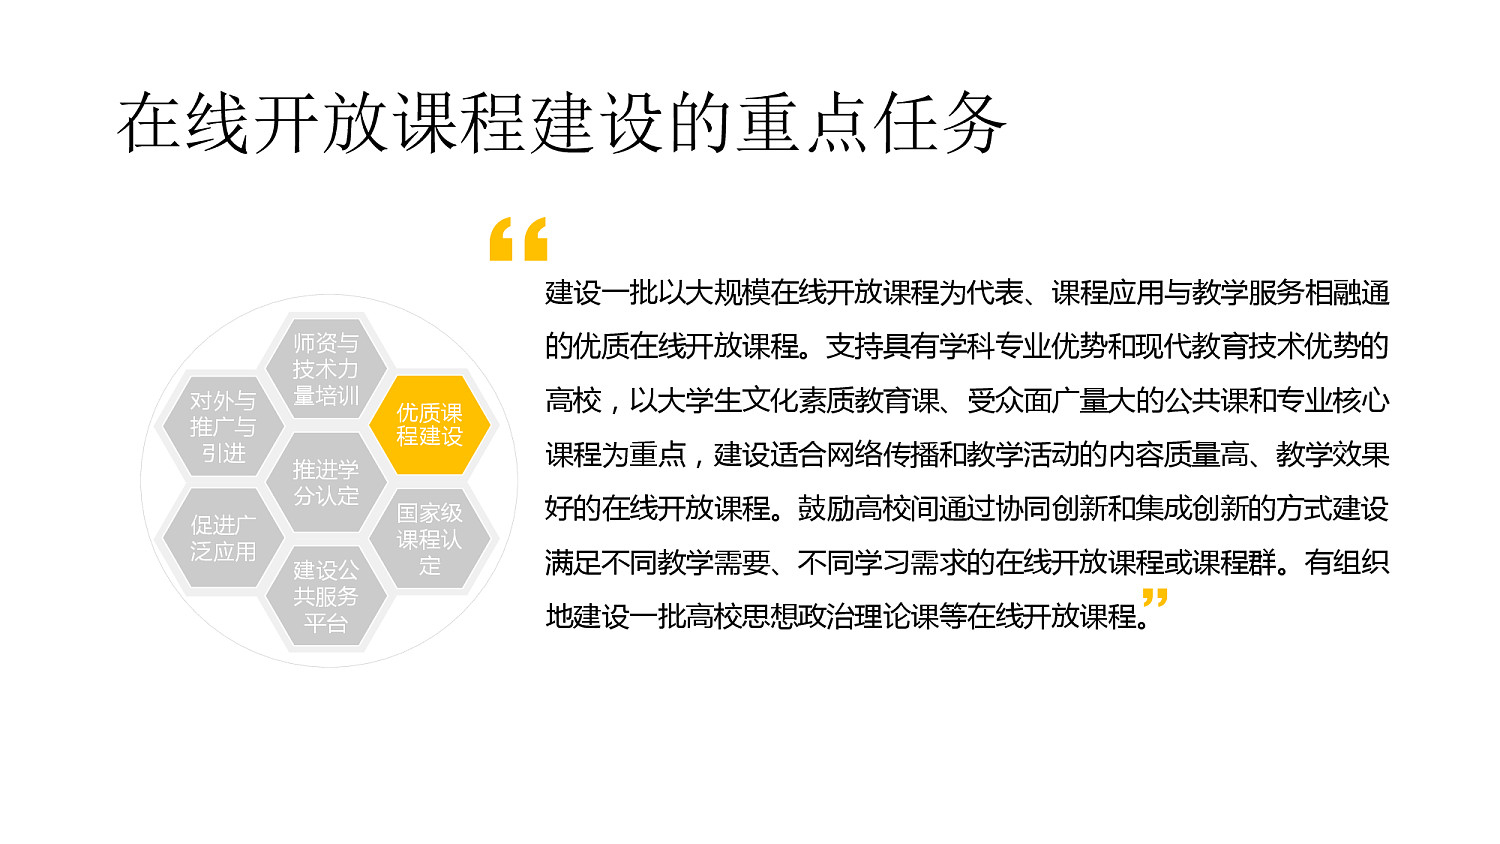 在线开放课程建设的重点任务
“
建设一批以大规模在线开放课程为代表、课程应用与教学服务相融通
的优质在线开放课程。支持具有学科专业优势和现代教育技术优势的
高校，以大学生文化素质教育课、受众面广量大的公共课和专业核心
课程为重点，建设适合网络传播和教学活动的内容质量高、教学效果
好的在线开放课程。鼓励高校间通过协同创新和集成创新的方式建设
满足不同教学需要、不同学习需求的在线开放课程或课程群。有组织
地建设一批高校思想政治理论课等在线开放课程。”
师资与
技术力
量培训
对外与
推广与
引进
优质课
程建设
推进学
分认定
促进广
泛应用
国家级
课程认
定
建设公
共服务
平台